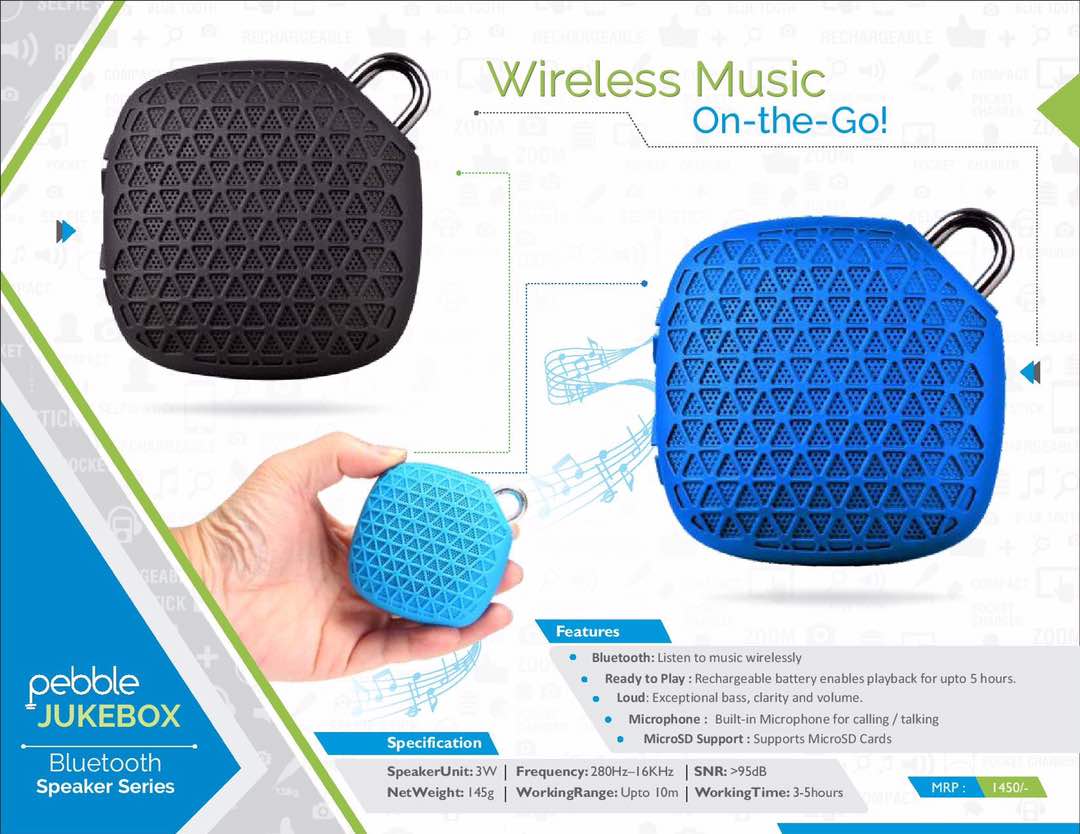 Wireless Music
On-the-Go!
Features
Bluetooth: Listen to music wirelessly
Ready to Play : Rechargeable battery enables playback for upto 5 hours.
Loud: Exceptional bass, clarity and volume.
Microphone : Built-in Microphone for calling / talking
MicroSD Support : Supports MicroSD Cards
pebble
JUKEBOX
Bluetooth
Speaker Series
Specification
SpeakerUnit: 3W | Frequency: 280Hz–16KHz | SNR: >95dB
NetWeight: 145g | WorkingRange: Upto 10m | WorkingTime: 3-5hours
MRP : 1450/-